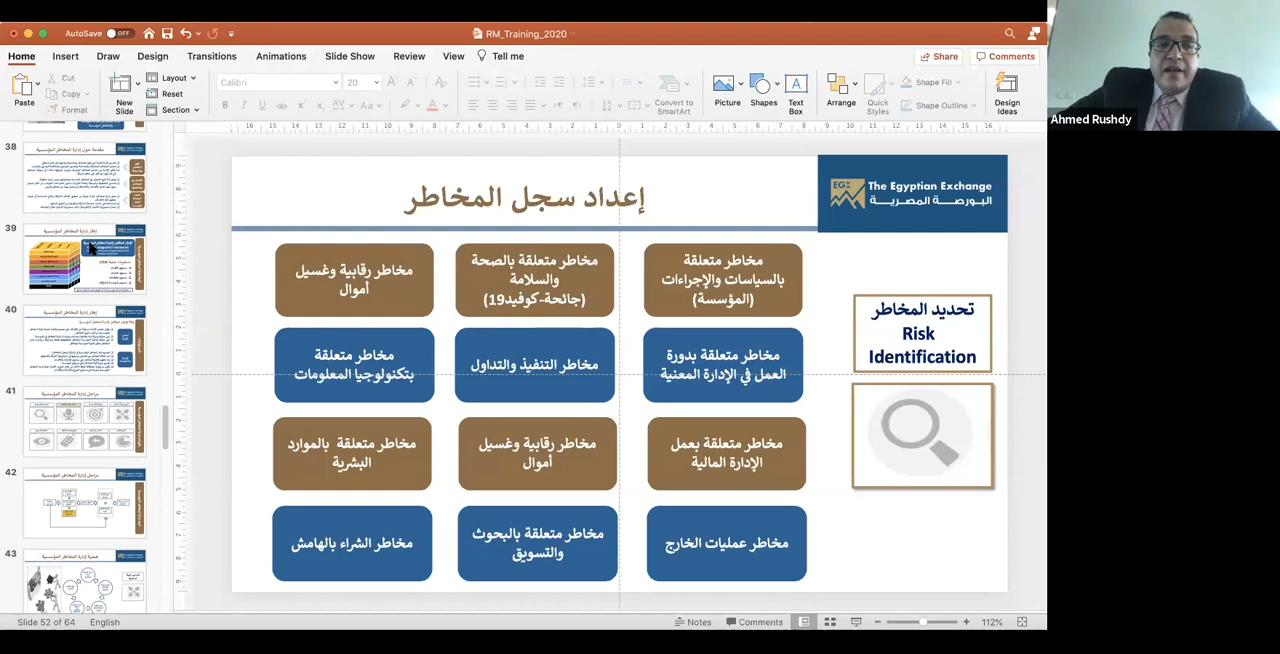 AutoSave OFF
RM_Training_2020
Home Insert Draw Design Transitions Animations Slide Show Review View Tell me
Share Comments
Paste
Cut
Copy
Format
New Slide
Layout
Reset
Section
Calibri 20
Convert to SmartArt
Picture
Shapes
Text Box
Arrange
Quick Styles
Shape Fill
Shape Outline
Design Ideas
Ahmed Rushdy
38
39
40
41
42
43
إعداد سجل المخاطر
EGX
The Egyptian Exchange
البورصة المصرية
تحديد المخاطر
Risk
Identification
مخاطر متعلقة
بالسياسات والإجراءات
(المؤسسة)
مخاطر متعلقة بالصحة
والسلامة
(جائحة-كوفيد19)
مخاطر رقابية وغسيل
أموال
مخاطر متعلقة بدورة
العمل في الإدارة المعنية
مخاطر التنفيذ والتداول
مخاطر متعلقة
بتكنولوجيا المعلومات
مخاطر متعلقة بعمل
الإدارة المالية
مخاطر رقابية وغسيل
أموال
مخاطر متعلقة بالموارد
البشرية
مخاطر عمليات الخارج
مخاطر متعلقة بالبحوث
والتسويق
مخاطر الشراء بالهامش
Slide 52 of 64 English
Notes Comments 112%